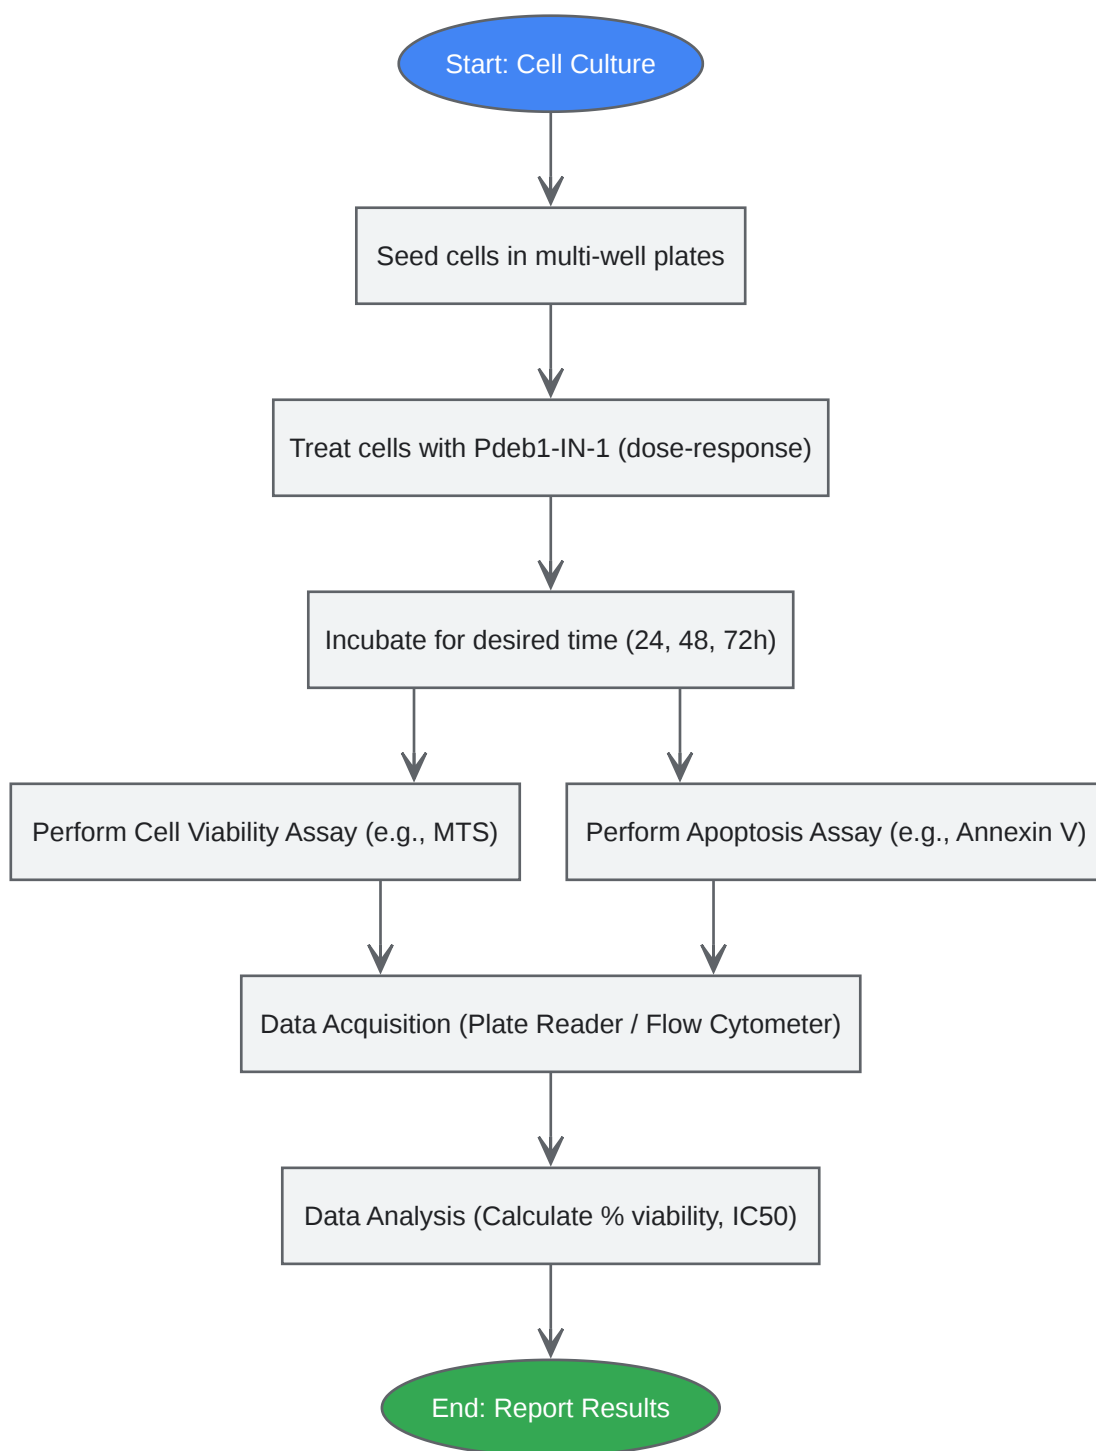 Start: Cell Culture
Seed cells in multi-well plates
Treat cells with Pdeb1-IN-1 (dose-response)
Incubate for desired time (24, 48, 72h)
Perform Cell Viability Assay (e.g., MTS)
Perform Apoptosis Assay (e.g., Annexin V)
Data Acquisition (Plate Reader / Flow Cytometer)
Data Analysis (Calculate % viability, IC50)
End: Report Results